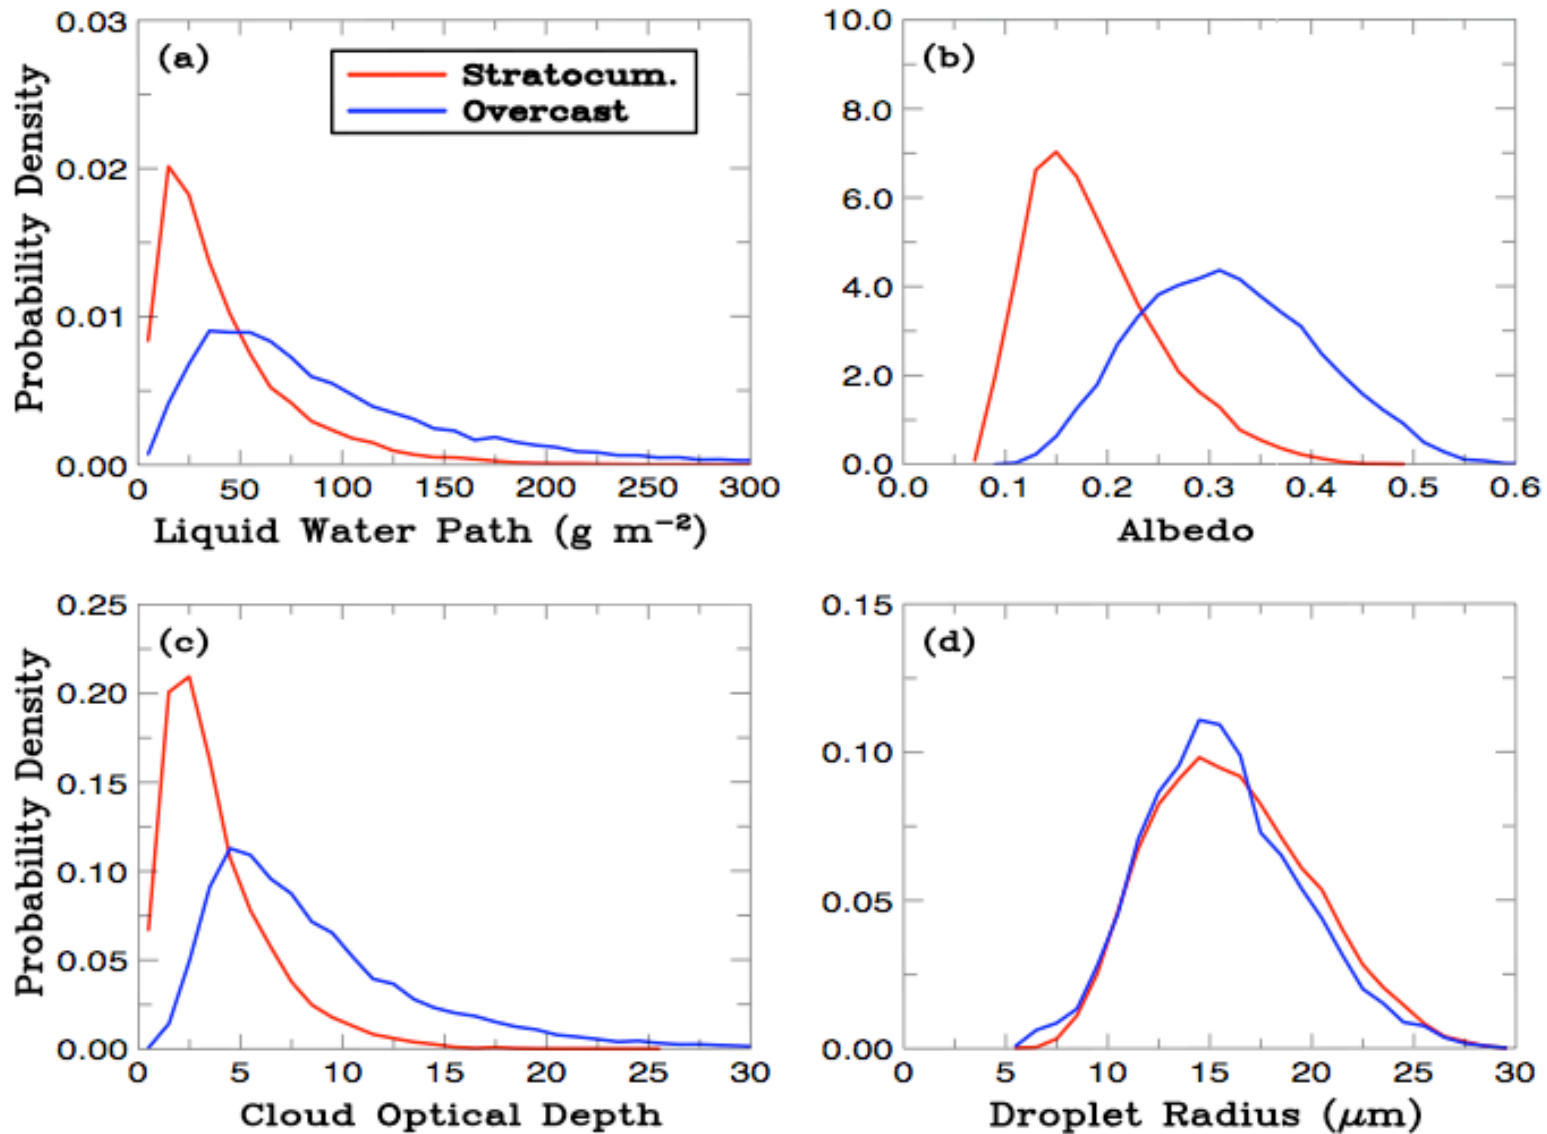 (a)
Stratocum.
Overcast
0.03
0.02
0.01
0.00
Probability Density
0 50 100 150 200 250 300
Liquid Water Path (g m⁻²)
(b)
10.0
8.0
6.0
4.0
2.0
0.0
0.0 0.1 0.2 0.3 0.4 0.5 0.6
Albedo
(c)
0.25
0.20
0.15
0.10
0.05
0.00
Probability Density
0 5 10 15 20 25 30
Cloud Optical Depth
(d)
0.15
0.10
0.05
0.00
0 5 10 15 20 25 30
Droplet Radius (μm)